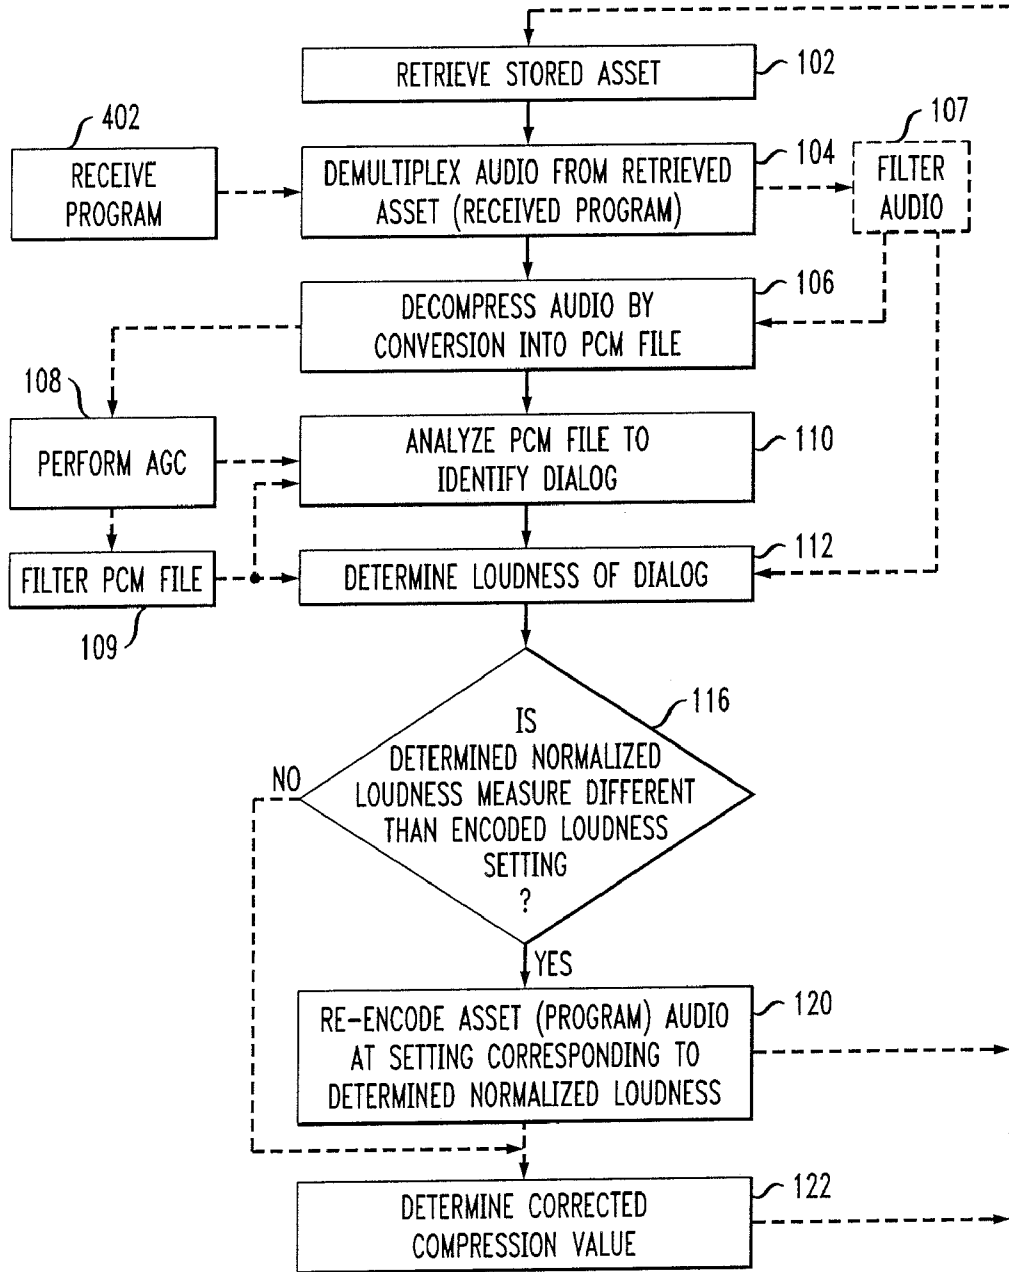 RETRIEVE STORED ASSET
102
402
RECEIVE
PROGRAM
DEMULTIPLEX AUDIO FROM RETRIEVED
ASSET (RECEIVED PROGRAM)
104
107
FILTER
AUDIO
DECOMPRESS AUDIO BY
CONVERSION INTO PCM FILE
106
108
PERFORM AGC
ANALYZE PCM FILE TO
IDENTIFY DIALOG
110
FILTER PCM FILE
109
DETERMINE LOUDNESS OF DIALOG
112
IS
DETERMINED NORMALIZED
LOUDNESS MEASURE DIFFERENT
THAN ENCODED LOUDNESS
SETTING
?
116
NO
YES
RE-ENCODE ASSET (PROGRAM) AUDIO
AT SETTING CORRESPONDING TO
DETERMINED NORMALIZED LOUDNESS
120
DETERMINE CORRECTED
COMPRESSION VALUE
122